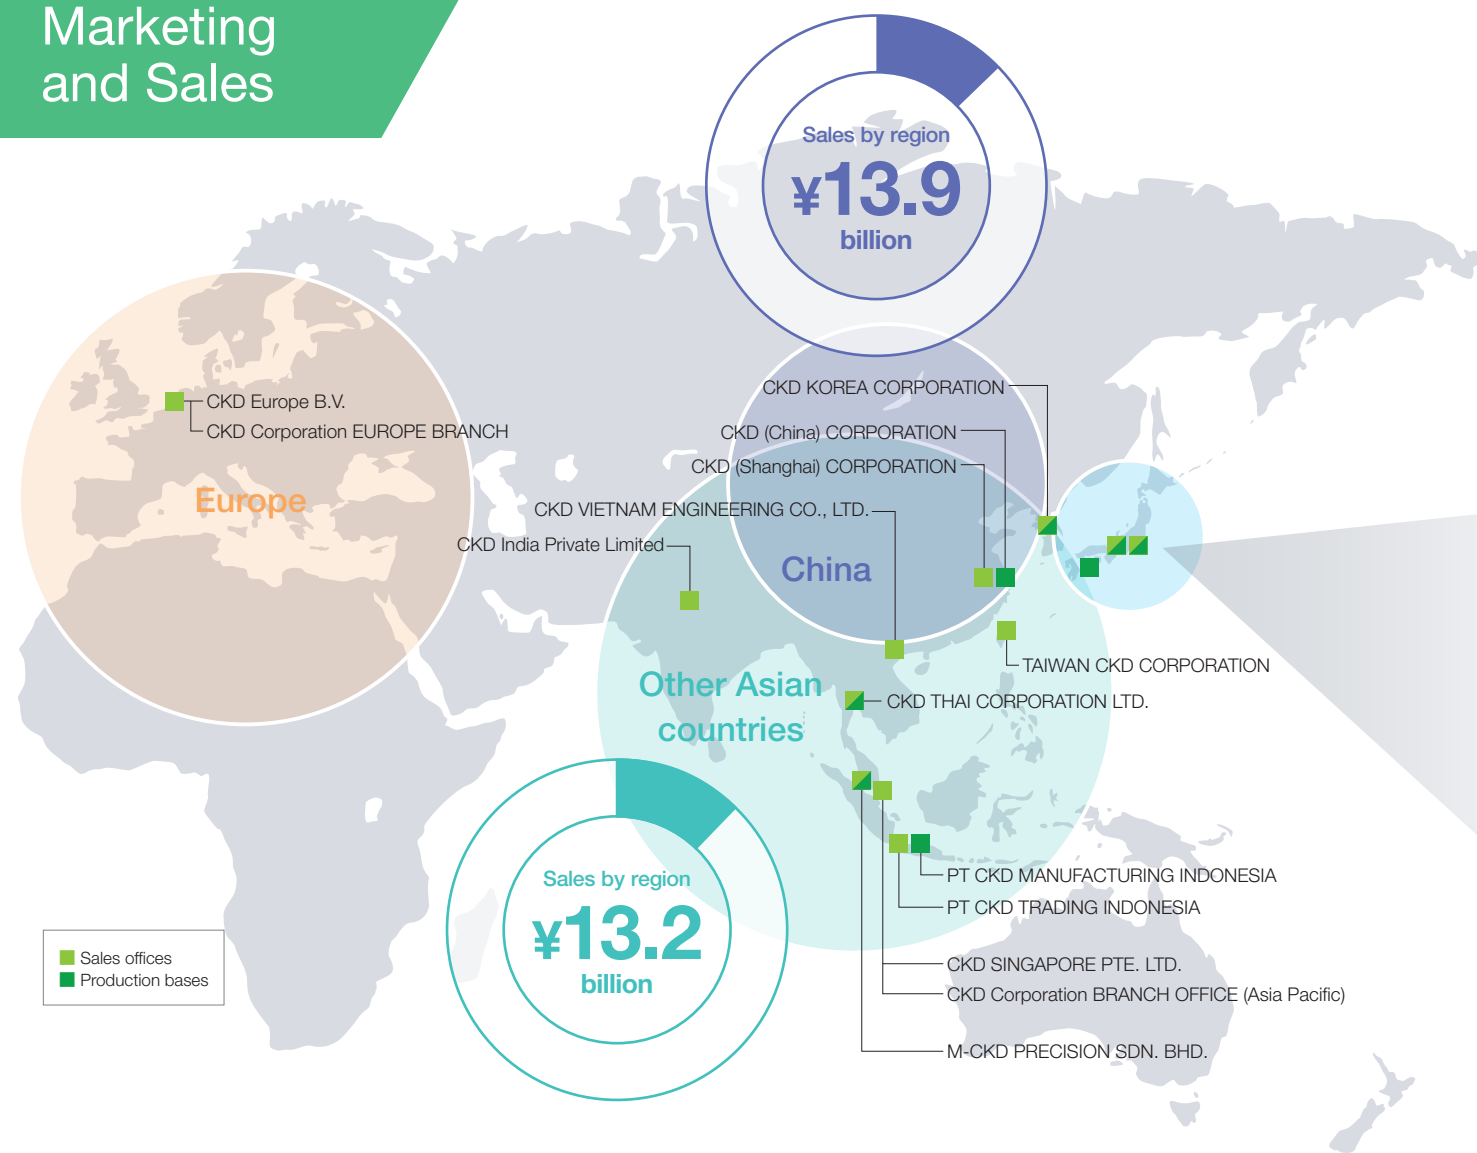 Marketing
and Sales
Sales by region
¥13.9
billion
CKD KOREA CORPORATION
CKD Europe B.V.
CKD Corporation EUROPE BRANCH
CKD (China) CORPORATION
CKD (Shanghai) CORPORATION
Europe
CKD VIETNAM ENGINEERING CO., LTD.
CKD India Private Limited
China
TAIWAN CKD CORPORATION
Other Asian
countries
CKD THAI CORPORATION LTD.
Sales by region
¥13.2
billion
PT CKD MANUFACTURING INDONESIA
PT CKD TRADING INDONESIA
CKD SINGAPORE PTE. LTD.
CKD Corporation BRANCH OFFICE (Asia Pacific)
M-CKD PRECISION SDN. BHD.
Sales offices
Production bases